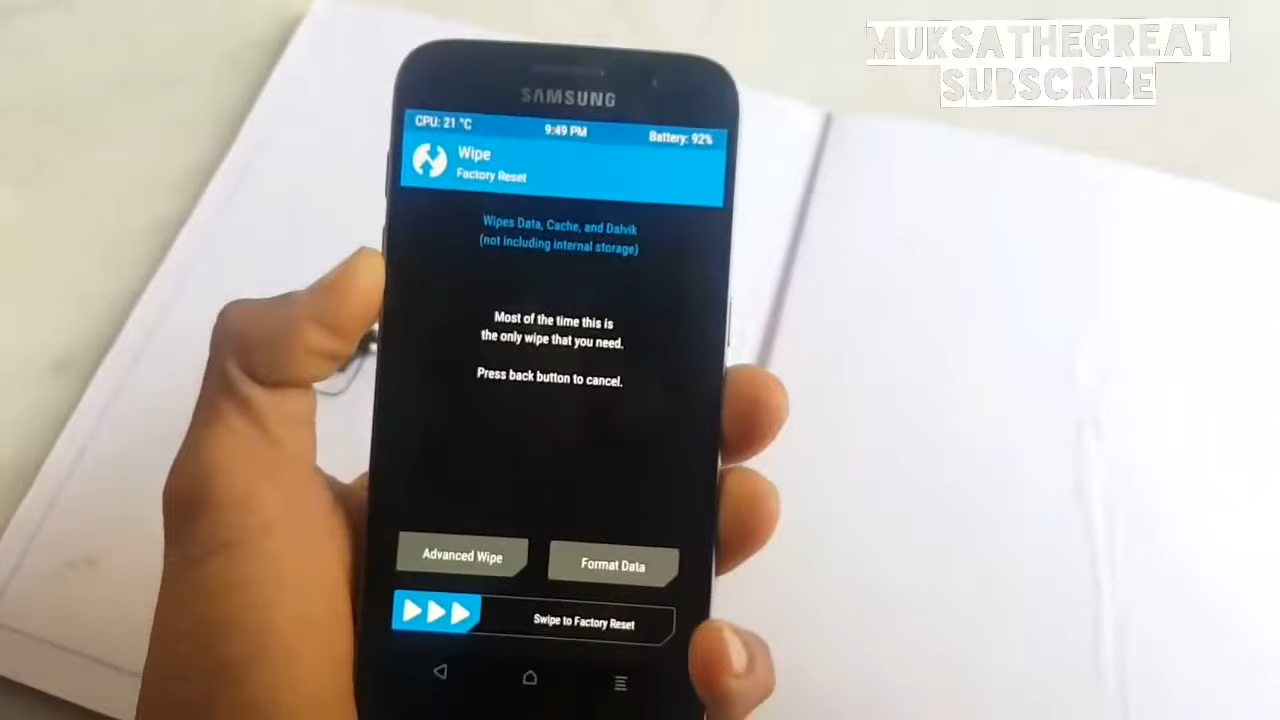 MUKSATHEGREAT
SUBSCRIBE
SAMSUNG
CPU: 21 °C 9:49 PM Battery: 92%
Wipe
Factory Reset
Wipes Data, Cache, and Dalvik
(not including internal storage)
Most of the time this is
the only wipe that you need.
Press back button to cancel.
Advanced Wipe Format Data
Swipe to Factory Reset